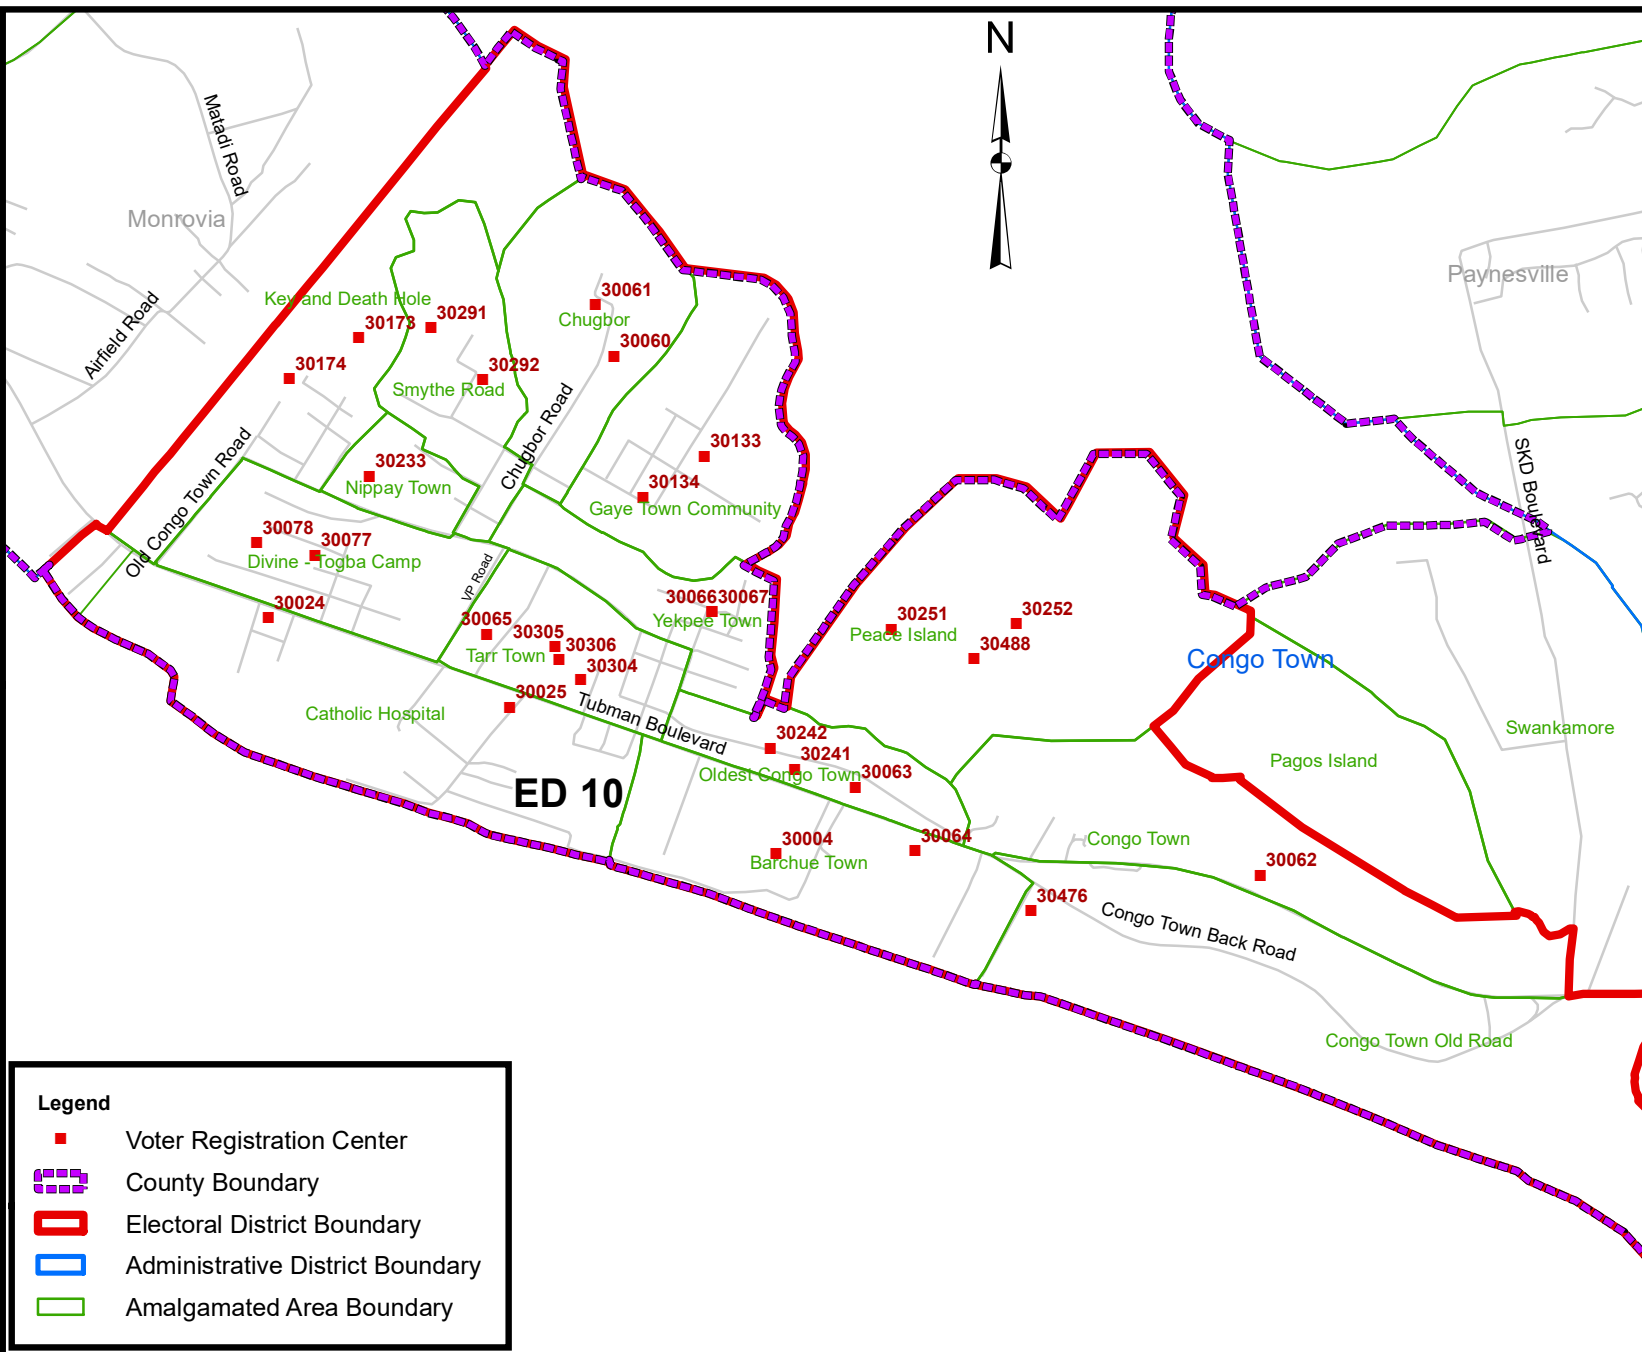 N
Matadi Road
Monrovia
Paynesville
Airfield Road
Key and Death Hole
30061
30173
30291
Chugbor
30060
30174
30292
Smythe Road
Chugbor Road
Old Congo Town Road
30133
30233
Nippay Town
30134
Gaye Town Community
SKD Boulevard
30078
30077
Divine - Togba Camp
VP Road
30024
30065
30066 30067
Yekpee Town
30305
30306
Tarr Town
30304
30251
30252
Peace Island
30488
Congo Town
30025
Catholic Hospital
Tubman Boulevard
Swankamore
30242
30241
Oldest Congo Town
30063
Pagos Island
ED 10
30004
30064
Barchue Town
Congo Town
30062
30476
Congo Town Back Road
Congo Town Old Road
Legend
Voter Registration Center
County Boundary
Electoral District Boundary
Administrative District Boundary
Amalgamated Area Boundary